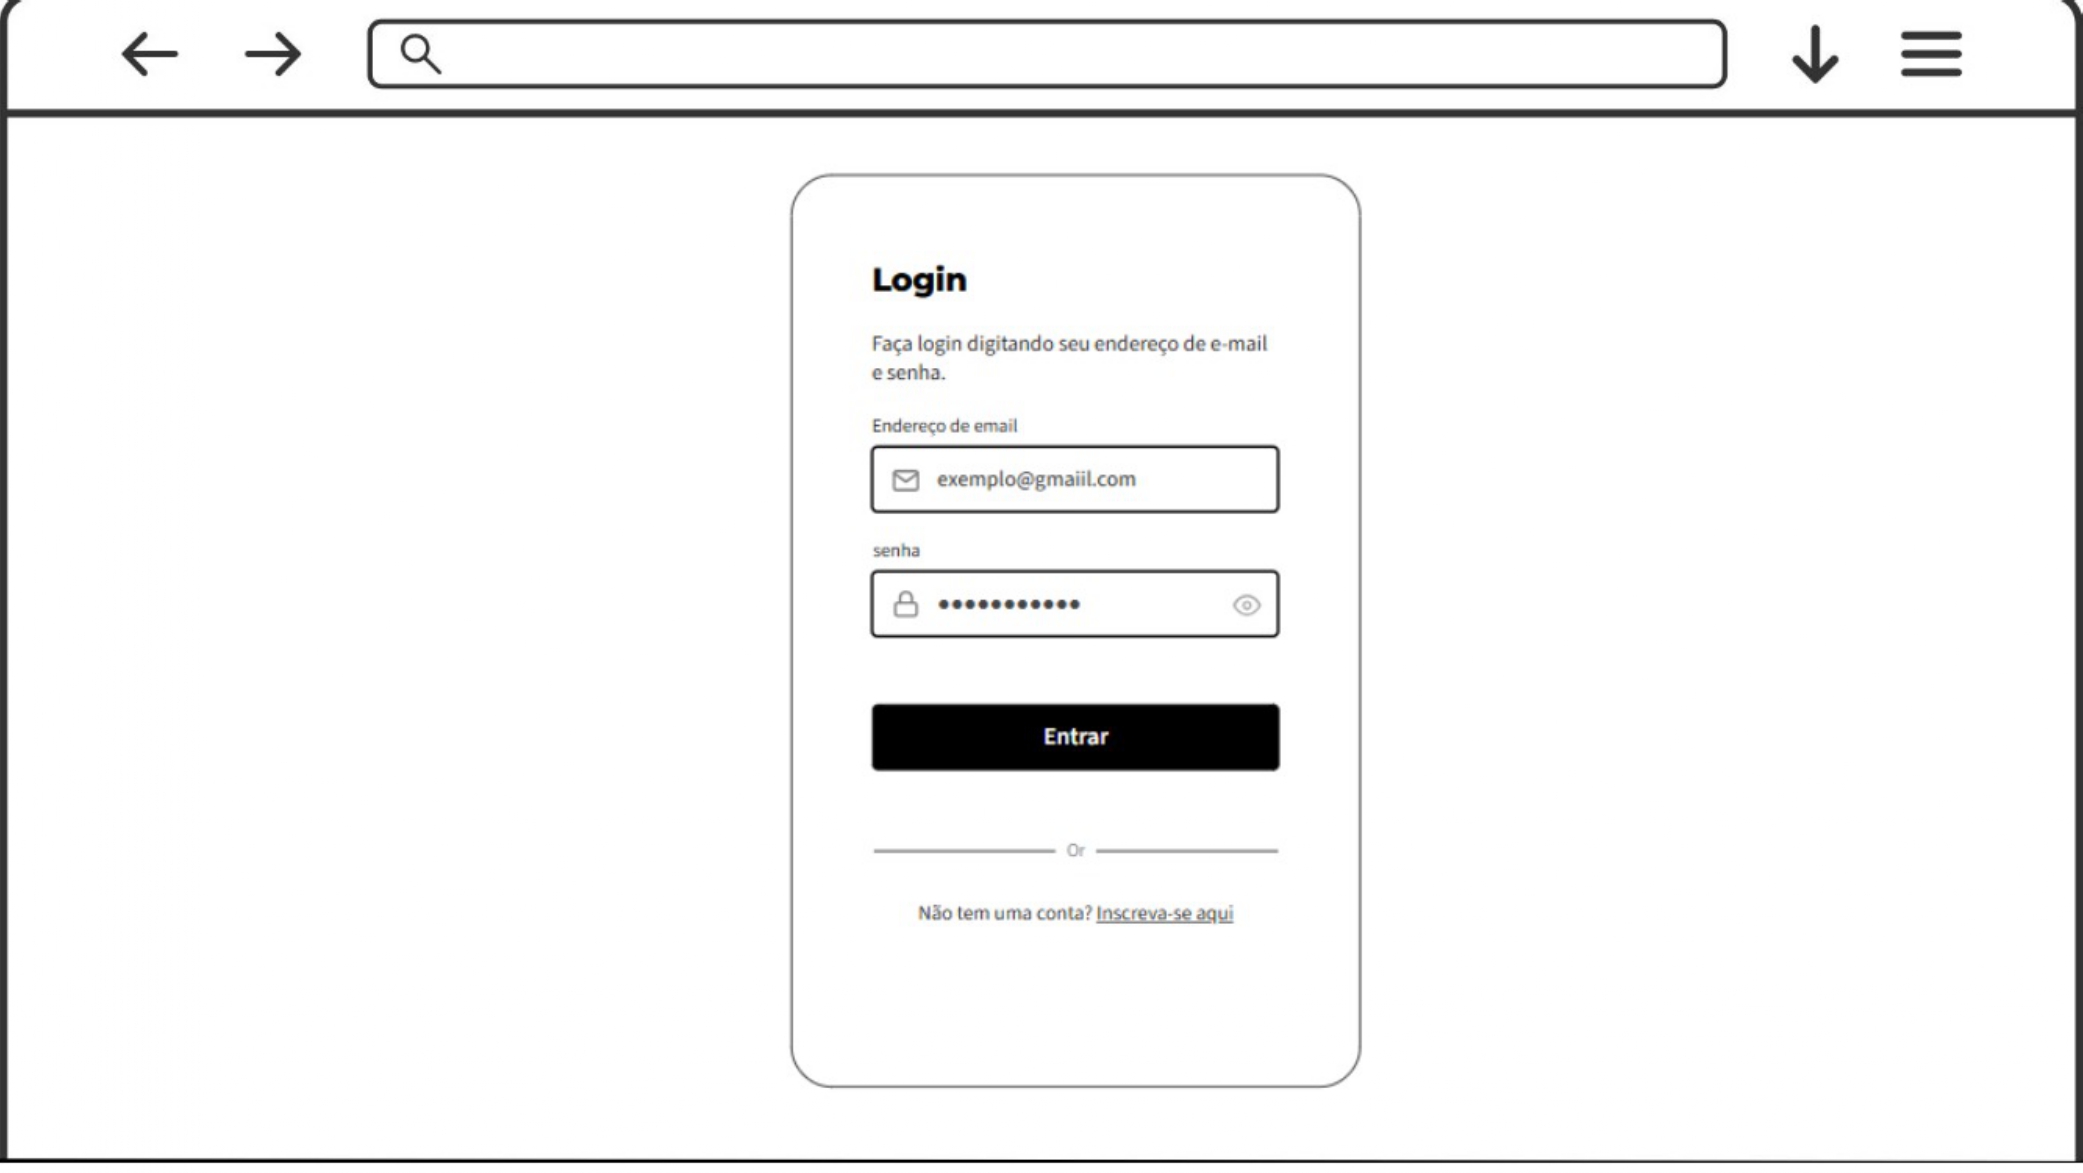 Login
Faça login digitando seu endereço de e-mail
e senha.
Endereço de email
exemplo@gmaiil.com
senha
Entrar
Or
Não tem uma conta? Inscreva-se aqui